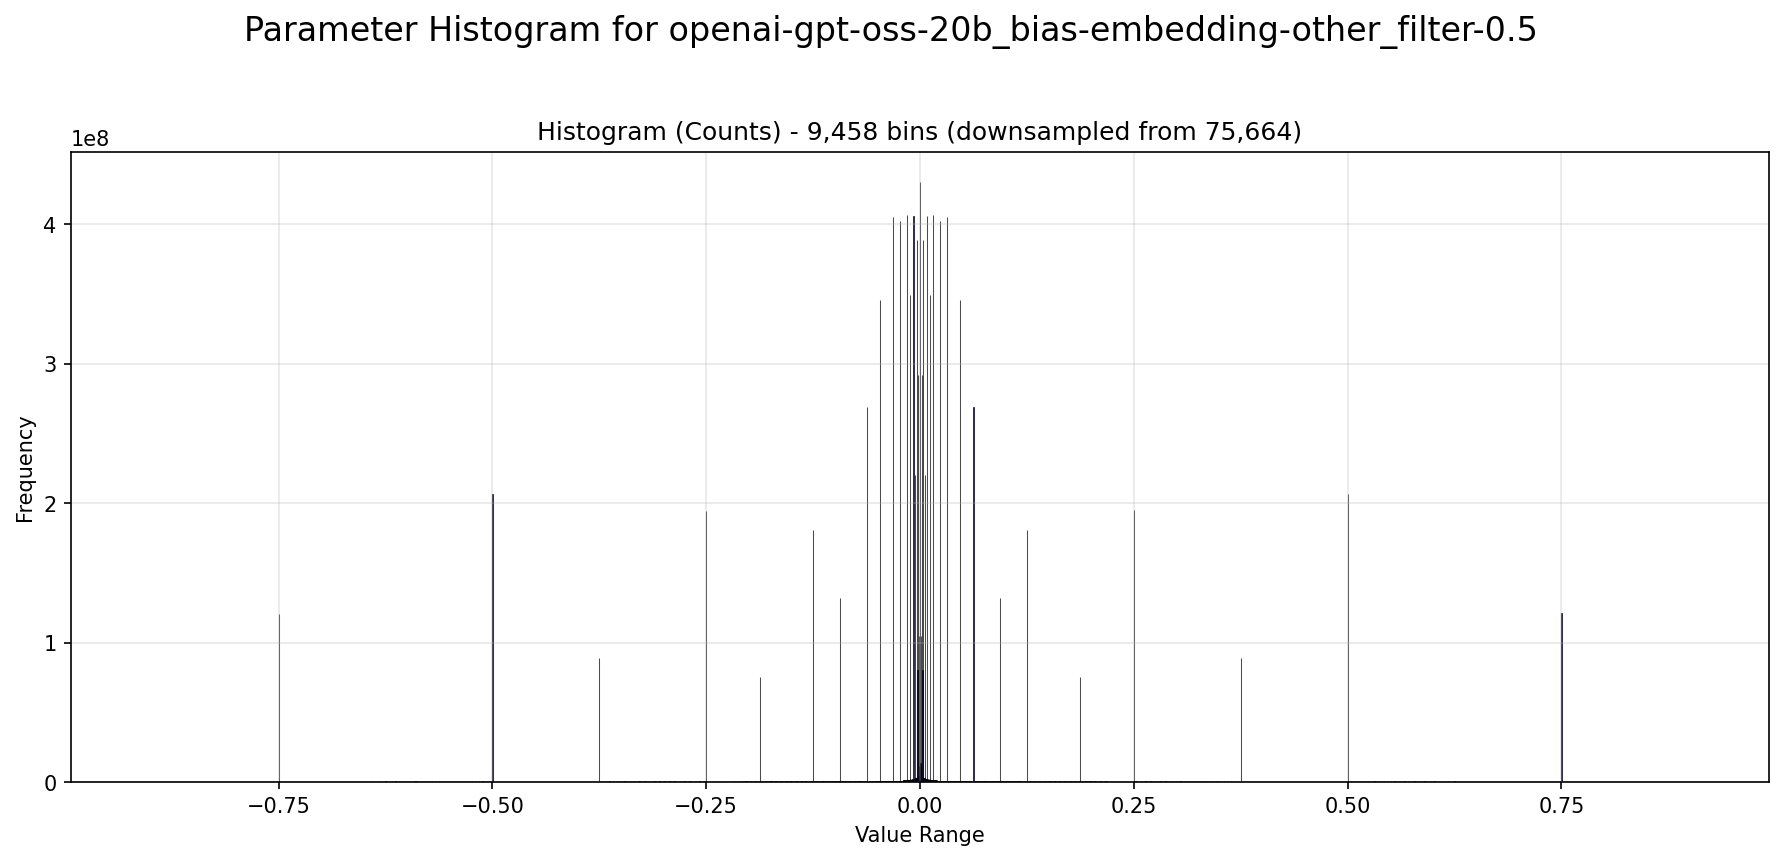 Parameter Histogram for openai-gpt-oss-20b_bias-embedding-other_filter-0.5
Histogram (Counts) - 9,458 bins (downsampled from 75,664)
1e8
4
3
2
1
0
Frequency
−0.75
−0.50
−0.25
0.00
0.25
0.50
0.75
Value Range